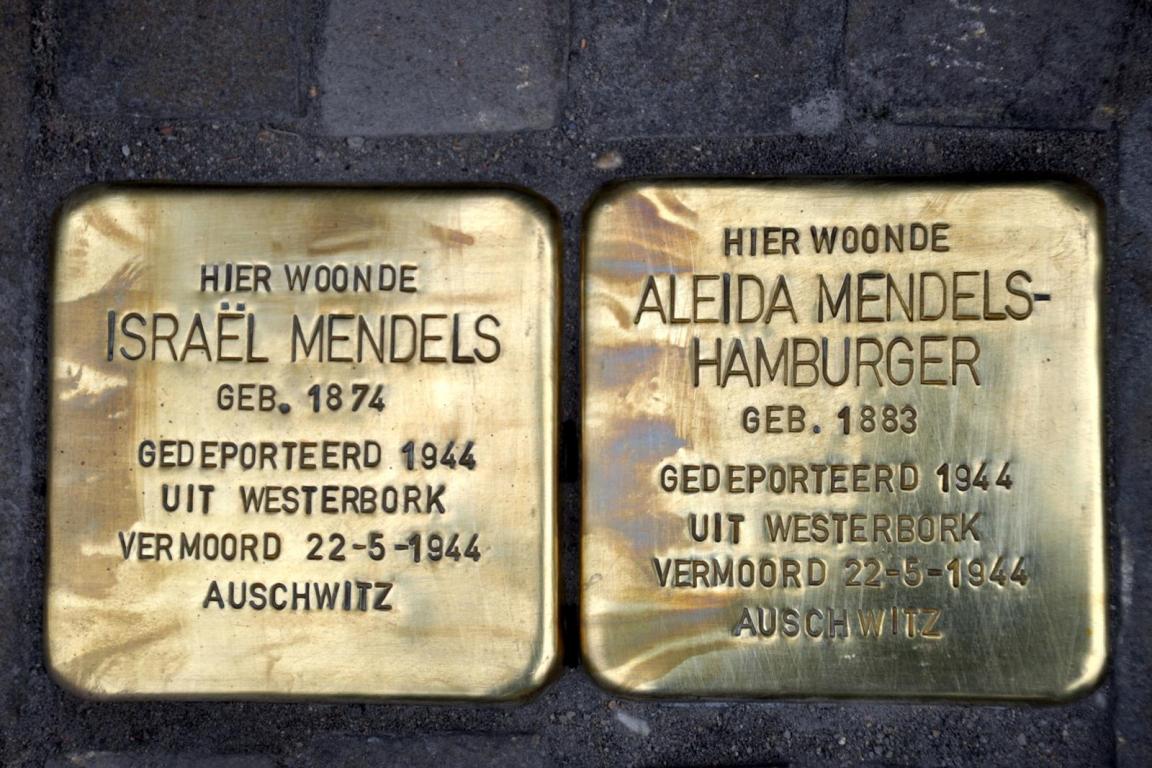 HIER WOONDE
ISRAËL MENDELS
GEB. 1874
GEDEPORTEERD 1944
UIT WESTERBORK
VERMOORD 22-5-1944
AUSCHWITZ
HIER WOONDE
ALEIDA MENDELS-
HAMBURGER
GEB. 1883
GEDEPORTEERD 1944
UIT WESTERBORK
VERMOORD 22-5-1944
AUSCHWITZ